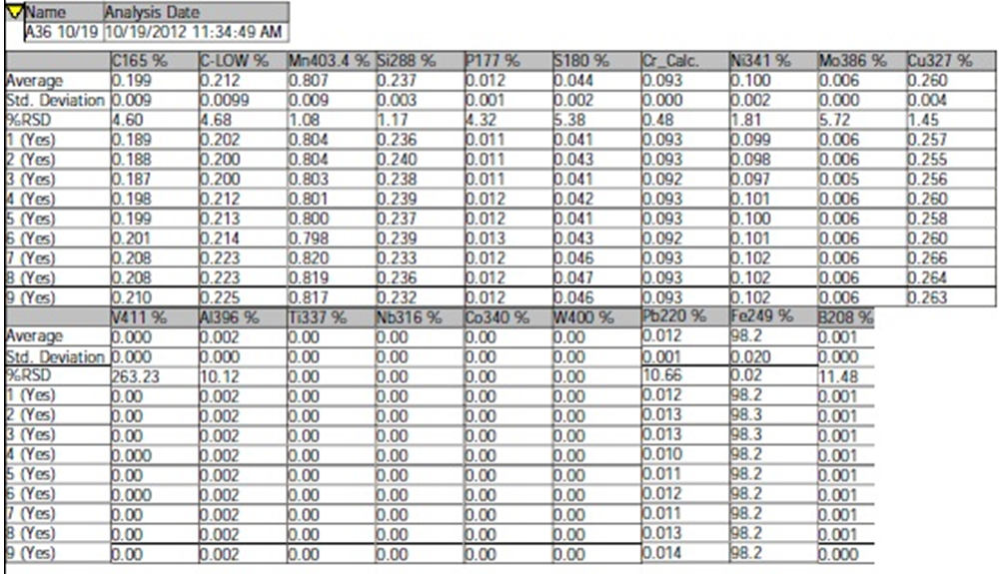 Name Analysis Date
A36 10/19 10/19/2012 11:34:49 AM
C165 % C-LOW % Mn403.4 % Si288 % P177 % S180 % Cr_Calc. Ni341 % Mo386 % Cu327 %
Average 0.199 0.212 0.807 0.237 0.012 0.044 0.093 0.100 0.006 0.260
Std. Deviation 0.009 0.0099 0.009 0.003 0.001 0.002 0.000 0.002 0.000 0.004
%RSD 4.60 4.68 1.08 1.17 4.32 5.38 0.48 1.81 5.72 1.45
1 (Yes) 0.189 0.202 0.804 0.236 0.011 0.041 0.093 0.099 0.006 0.257
2 (Yes) 0.188 0.200 0.804 0.240 0.011 0.043 0.093 0.098 0.006 0.255
3 (Yes) 0.187 0.200 0.803 0.238 0.011 0.041 0.092 0.097 0.005 0.256
4 (Yes) 0.198 0.212 0.801 0.239 0.012 0.042 0.093 0.101 0.006 0.260
5 (Yes) 0.199 0.213 0.800 0.237 0.012 0.041 0.093 0.100 0.006 0.258
6 (Yes) 0.201 0.214 0.798 0.239 0.013 0.043 0.092 0.101 0.006 0.260
7 (Yes) 0.208 0.223 0.820 0.233 0.012 0.046 0.093 0.102 0.006 0.266
8 (Yes) 0.208 0.223 0.819 0.236 0.012 0.047 0.093 0.102 0.006 0.264
9 (Yes) 0.210 0.225 0.817 0.232 0.012 0.046 0.093 0.102 0.006 0.263
V411 % Al396 % Ti337 % Nb316 % Co340 % W400 % Pb220 % Fe249 % B208 %
Average 0.000 0.002 0.00 0.00 0.00 0.00 0.012 98.2 0.001
Std. Deviation 0.000 0.000 0.00 0.00 0.00 0.00 0.001 0.020 0.000
%RSD 263.23 10.12 0.00 0.00 0.00 0.00 10.66 0.02 11.48
1 (Yes) 0.00 0.002 0.00 0.00 0.00 0.00 0.012 98.2 0.001
2 (Yes) 0.00 0.002 0.00 0.00 0.00 0.00 0.013 98.3 0.001
3 (Yes) 0.00 0.002 0.00 0.00 0.00 0.00 0.013 98.3 0.001
4 (Yes) 0.000 0.002 0.00 0.00 0.00 0.00 0.010 98.2 0.001
5 (Yes) 0.00 0.002 0.00 0.00 0.00 0.00 0.011 98.2 0.001
6 (Yes) 0.000 0.002 0.00 0.00 0.00 0.00 0.012 98.2 0.001
7 (Yes) 0.00 0.002 0.00 0.00 0.00 0.00 0.011 98.2 0.001
8 (Yes) 0.00 0.002 0.00 0.00 0.00 0.00 0.013 98.2 0.001
9 (Yes) 0.00 0.002 0.00 0.00 0.00 0.00 0.014 98.2 0.000